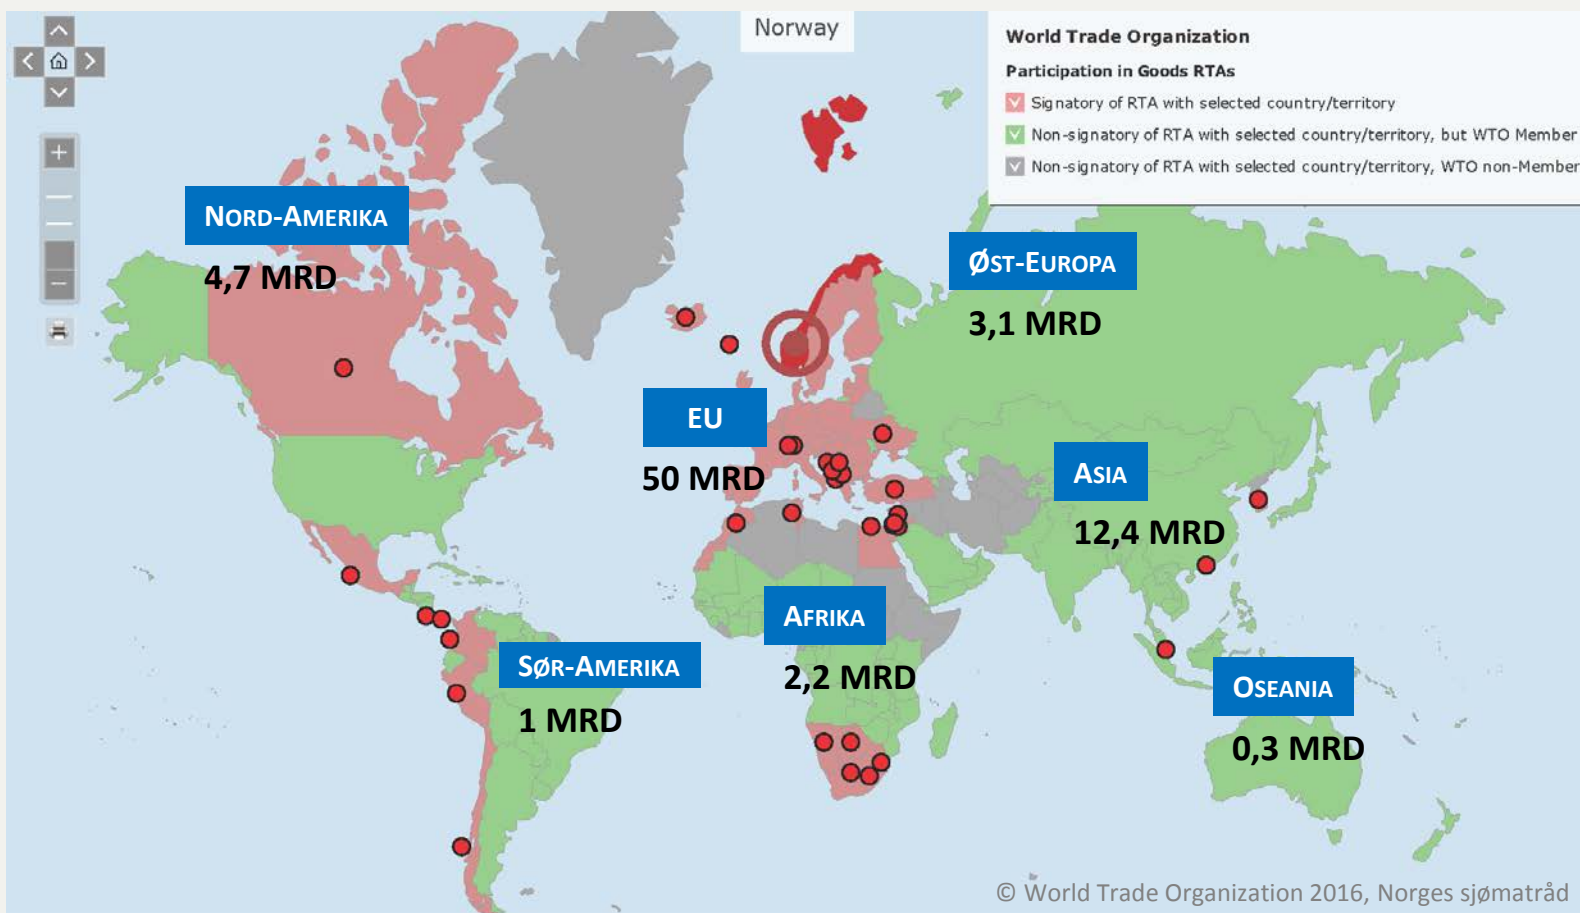 Norway
World Trade Organization
Participation in Goods RTAs
Signatory of RTA with selected country/territory
Non-signatory of RTA with selected country/territory, but WTO Member
Non-signatory of RTA with selected country/territory, WTO non-Member
NORD-AMERIKA
4,7 MRD
ØST-EUROPA
3,1 MRD
EU
50 MRD
ASIA
12,4 MRD
AFRIKA
2,2 MRD
SØR-AMERIKA
1 MRD
OSEANIA
0,3 MRD
© World Trade Organization 2016, Norges sjømatråd